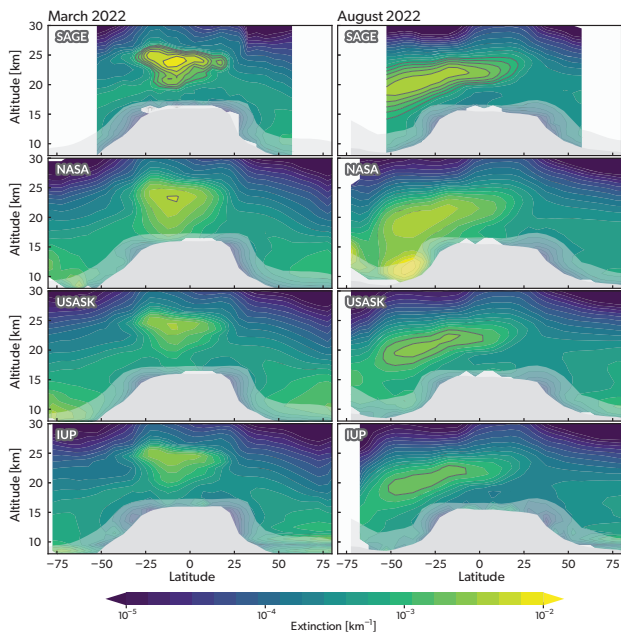 March 2022
August 2022
30
25
20
15
10
Altitude [km]
SAGE
SAGE
30
25
20
15
10
Altitude [km]
NASA
NASA
30
25
20
15
10
Altitude [km]
USASK
USASK
30
25
20
15
10
Altitude [km]
IUP
IUP
−75 −50 −25 0 25 50 75
−75 −50 −25 0 25 50 75
Latitude
Latitude
10⁻⁵ 10⁻⁴ 10⁻³ 10⁻²
Extinction [km⁻¹]